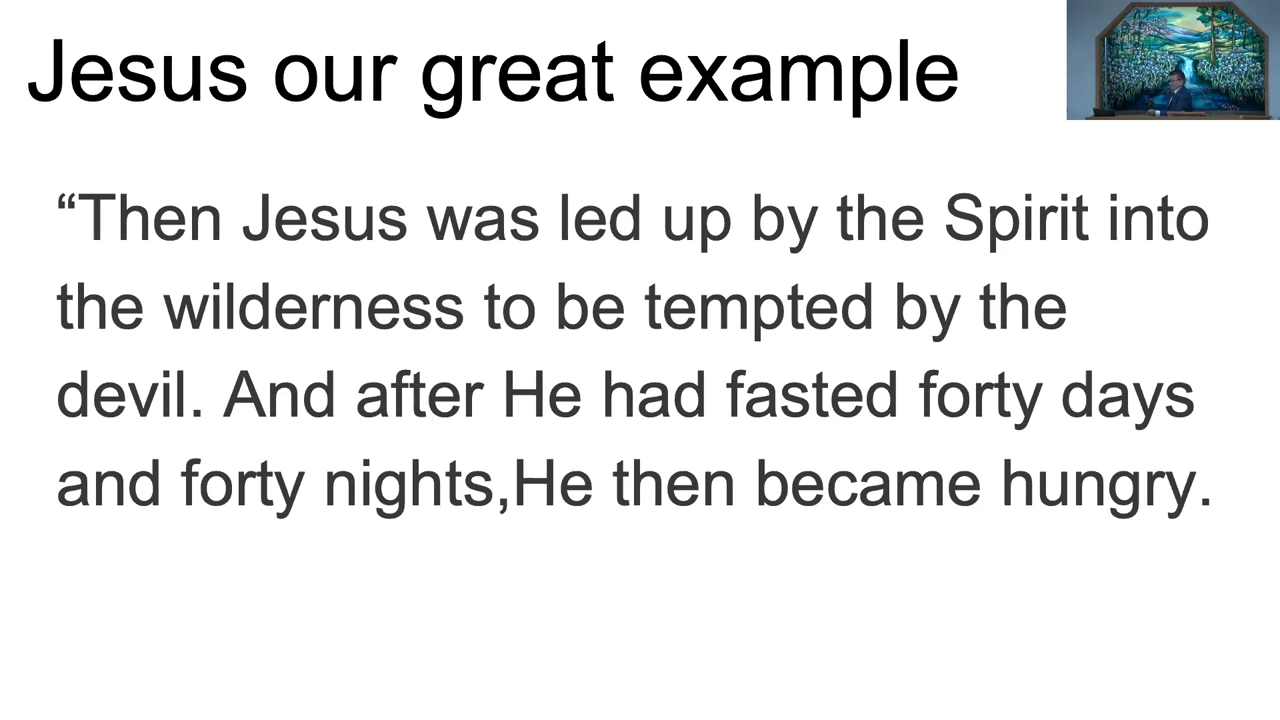 Jesus our great example
“Then Jesus was led up by the Spirit into
the wilderness to be tempted by the
devil. And after He had fasted forty days
and forty nights,He then became hungry.